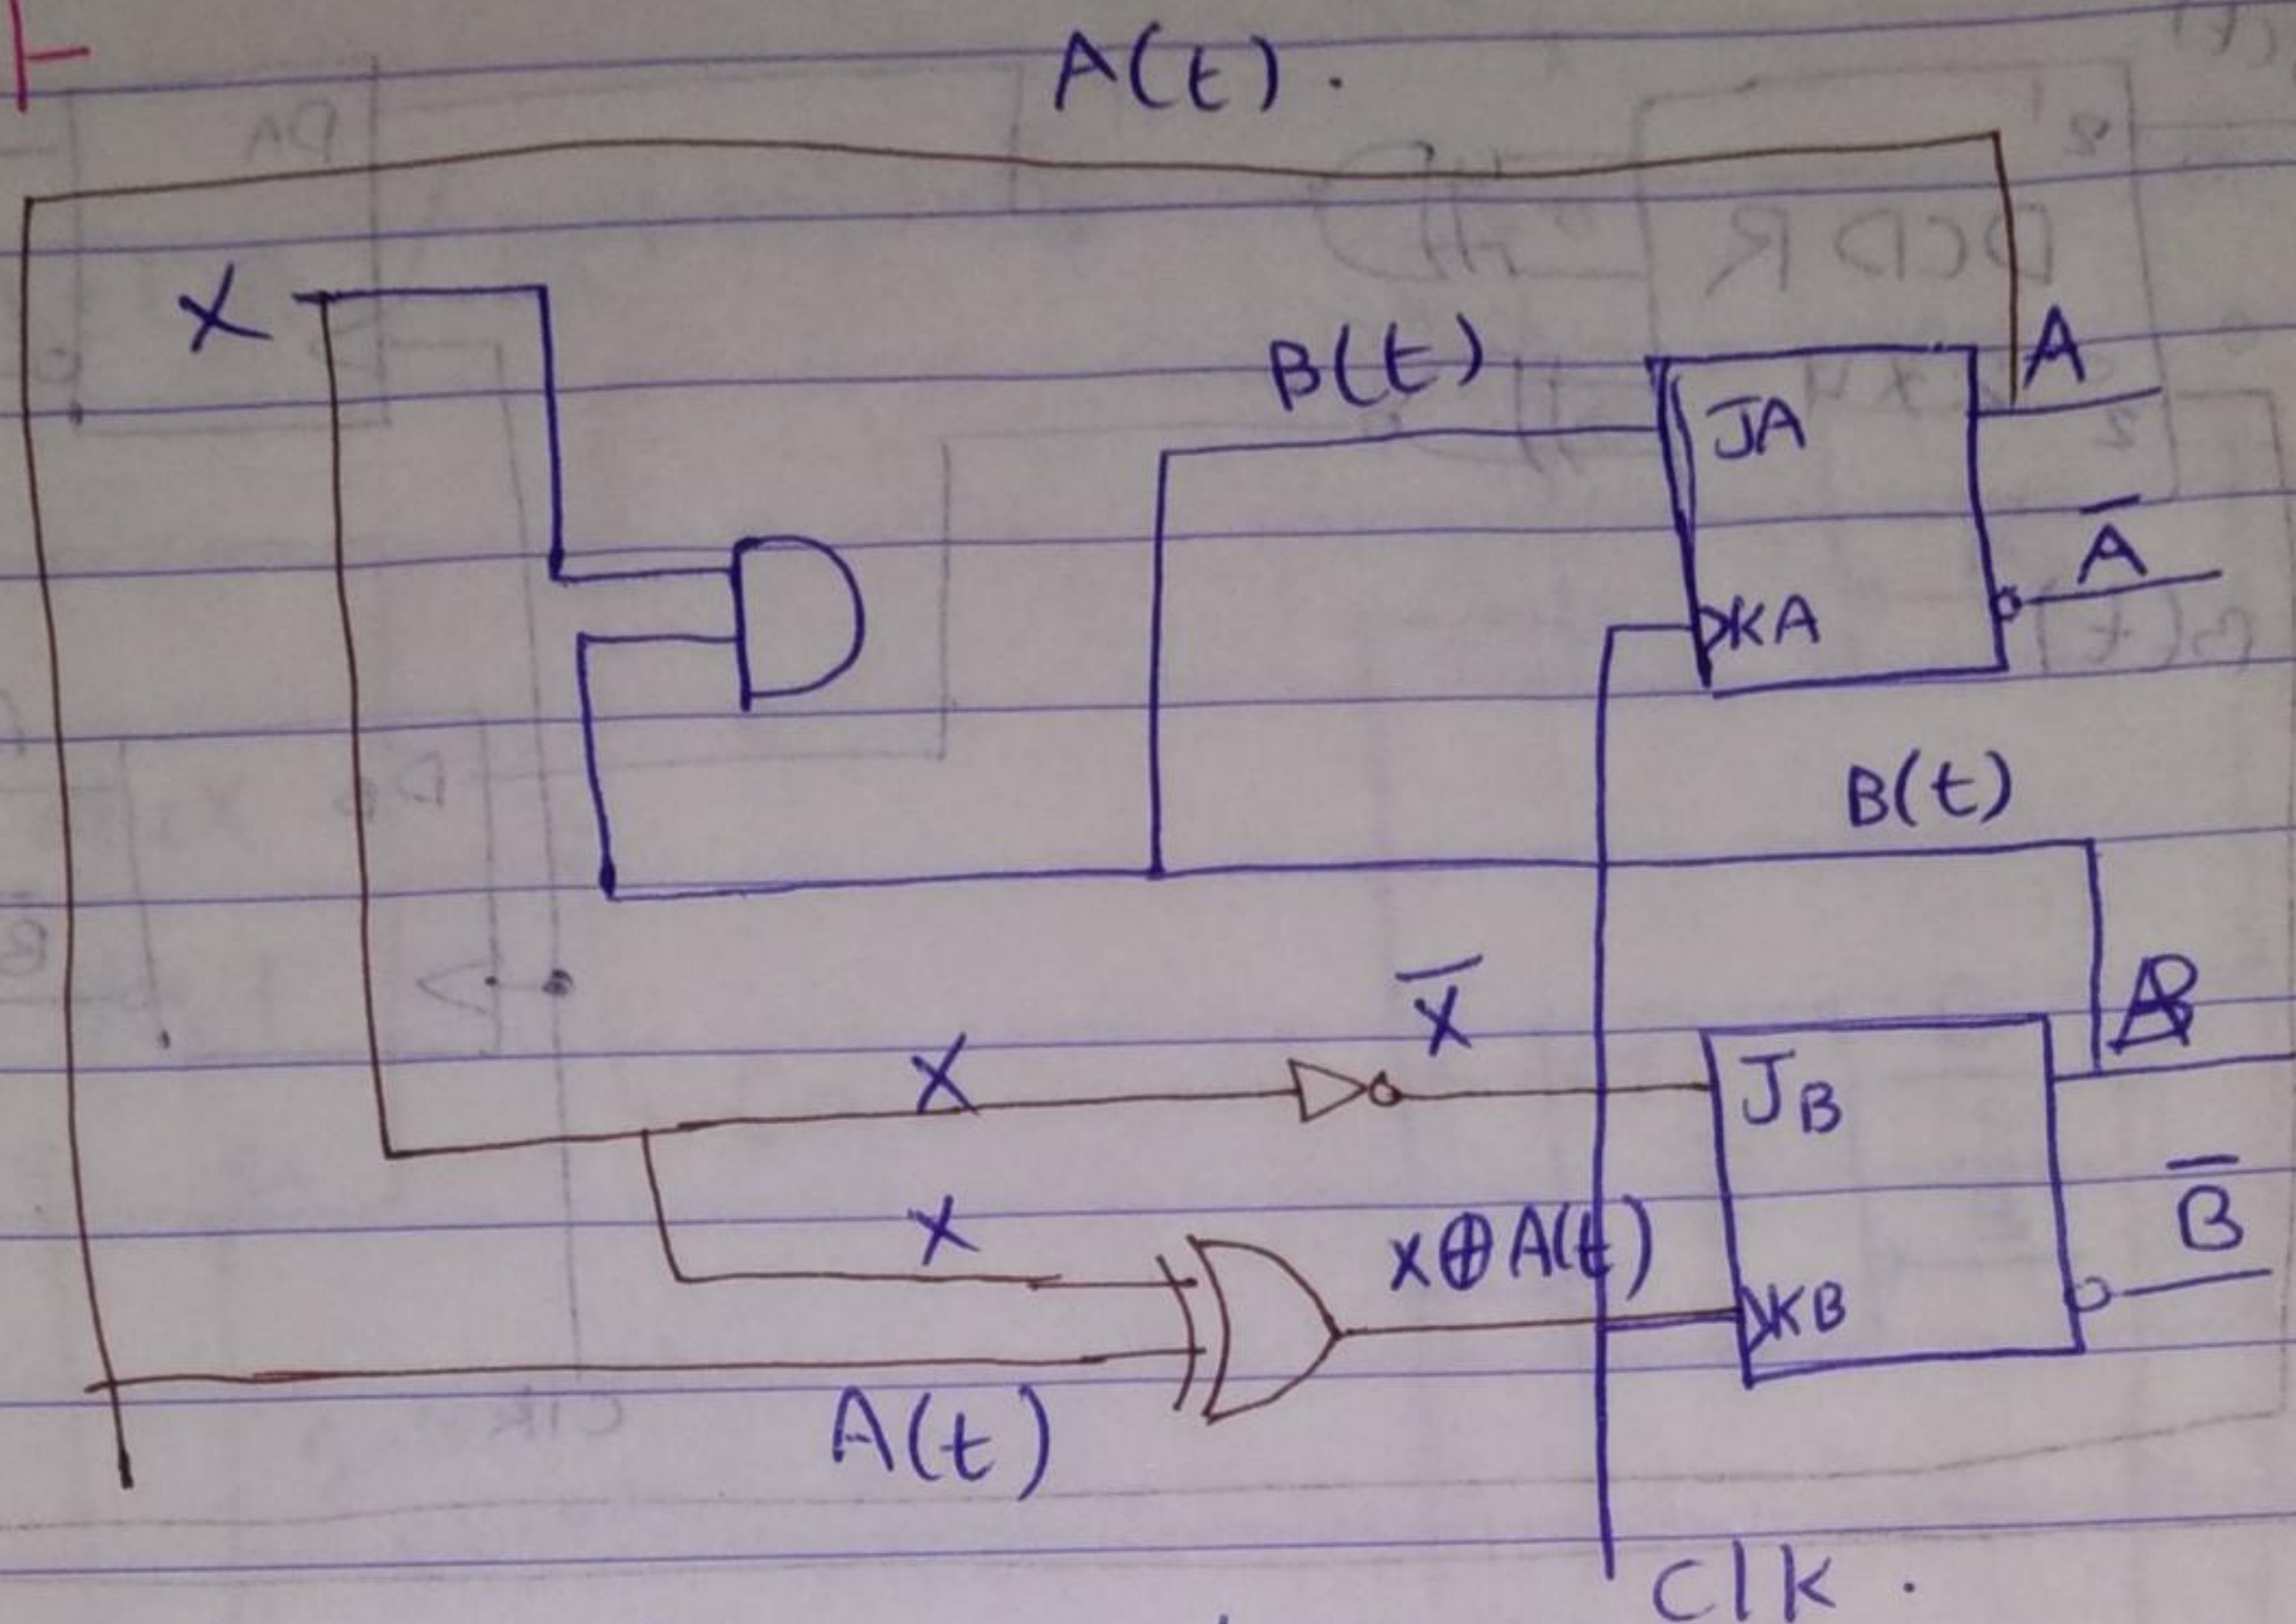 A(t).
X
B(t)
A
JA
A̅
KA
B(t)
X̅
B
X
JB
X
x⊕A(t)
B̅
KB
A(t)
Clk.